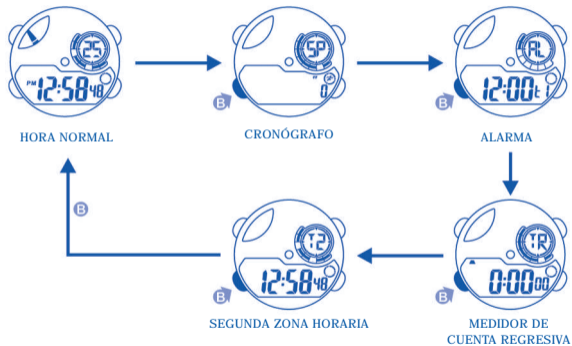 25
PM 12:58 48
HORA NORMAL
SP
0
B
CRONÓGRAFO
AL
12:00 t1
B
ALARMA
B
T2
12:58 48
B
SEGUNDA ZONA HORARIA
TR
0:00 00
B
MEDIDOR DE
CUENTA REGRESIVA